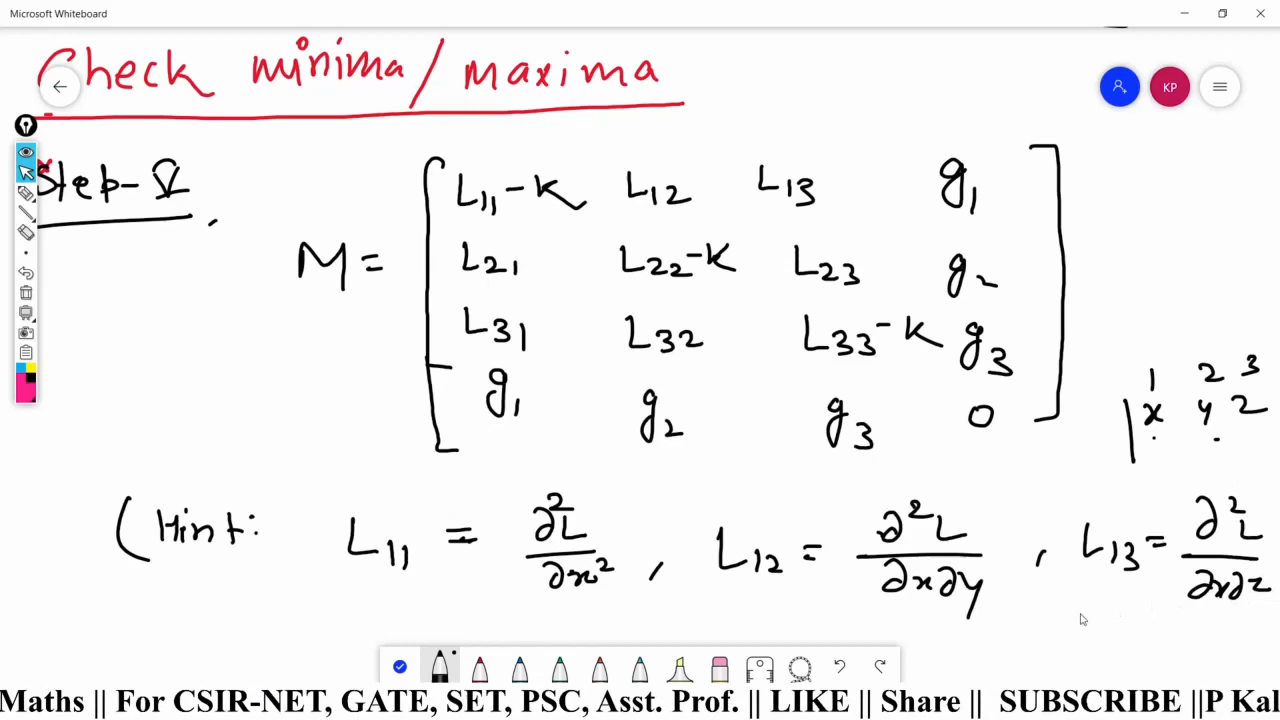 Microsoft Whiteboard
Check minima/maxima
KP
Step-V.
M = [ L11-K L12 L13 g1
L21 L22-K L23 g2
L31 L32 L33-K g3
g1 g2 g3 0 ]
1 2 3
x y z
(Hint: L11 = ∂²L/∂x², L12 = ∂²L/∂x∂y, L13 = ∂²L/∂x∂z
Maths || For CSIR-NET, GATE, SET, PSC, Asst. Prof. || LIKE || Share || SUBSCRIBE ||P Kal